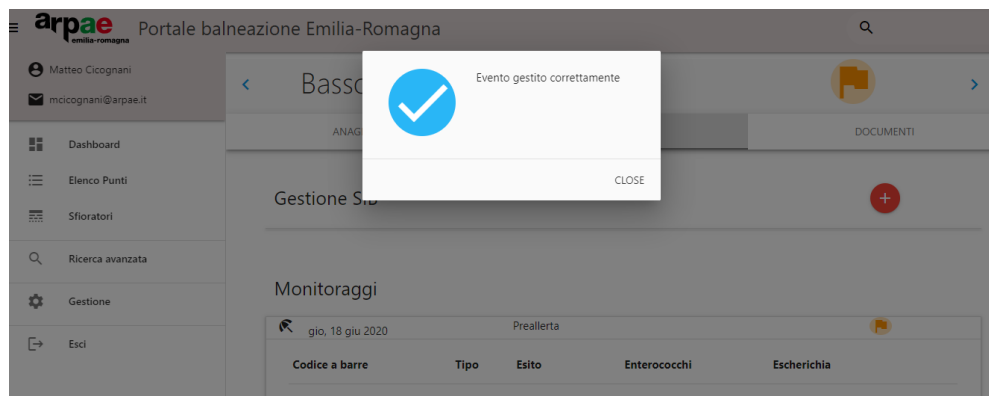 arpae
emilia-romagna
Portale balneazione Emilia-Romagna
Matteo Cicognani
mcicognani@arpae.it
Dashboard
Elenco Punti
Sfioratori
Ricerca avanzata
Gestione
Esci
Evento gestito correttamente
CLOSE
DOCUMENTI
Gestione
Monitoraggi
gio, 18 giu 2020 Preallerta
Codice a barre Tipo Esito Enterococchi Escherichia